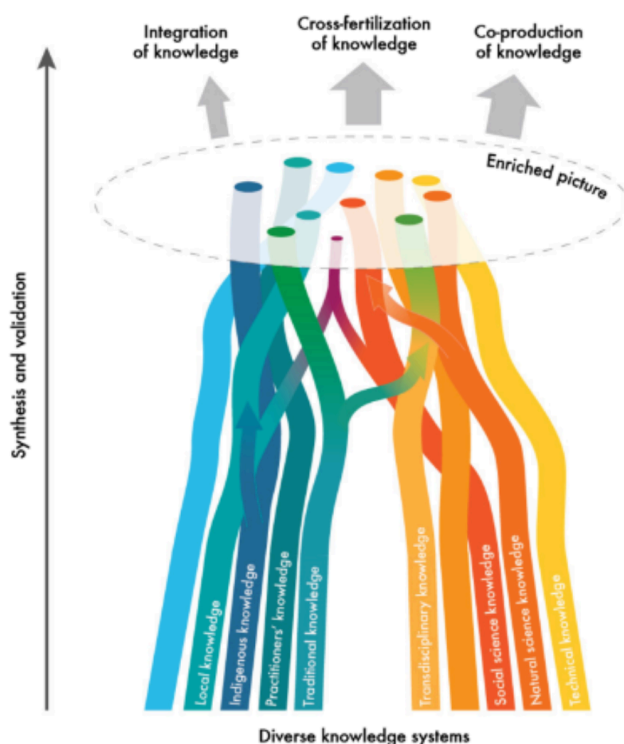 Integration
of knowledge
Cross-fertilization
of knowledge
Co-production
of knowledge
Enriched picture
Synthesis and validation
Local knowledge
Indigenous knowledge
Practitioners' knowledge
Traditional knowledge
Transdisciplinary knowledge
Social science knowledge
Natural science knowledge
Technical knowledge
Diverse knowledge systems